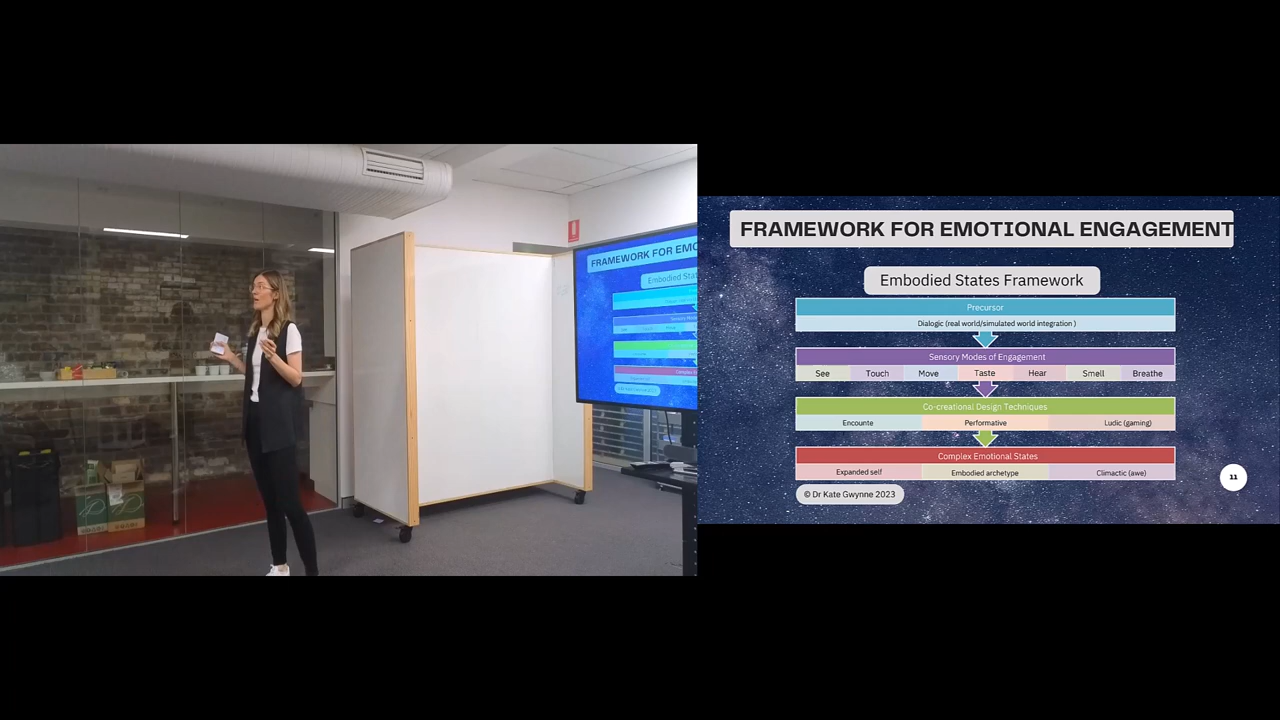 FRAMEWORK FOR EMO
Embodied Stat
FRAMEWORK FOR EMOTIONAL ENGAGEMENT
Embodied States Framework
Precursor
Dialogic (real world/simulated world integration )
Sensory Modes of Engagement
See Touch Move Taste Hear Smell Breathe
Co-creational Design Techniques
Encounte Performative Ludic (gaming)
Complex Emotional States
Expanded self Embodied archetype Climactic (awe)
© Dr Kate Gwynne 2023
11